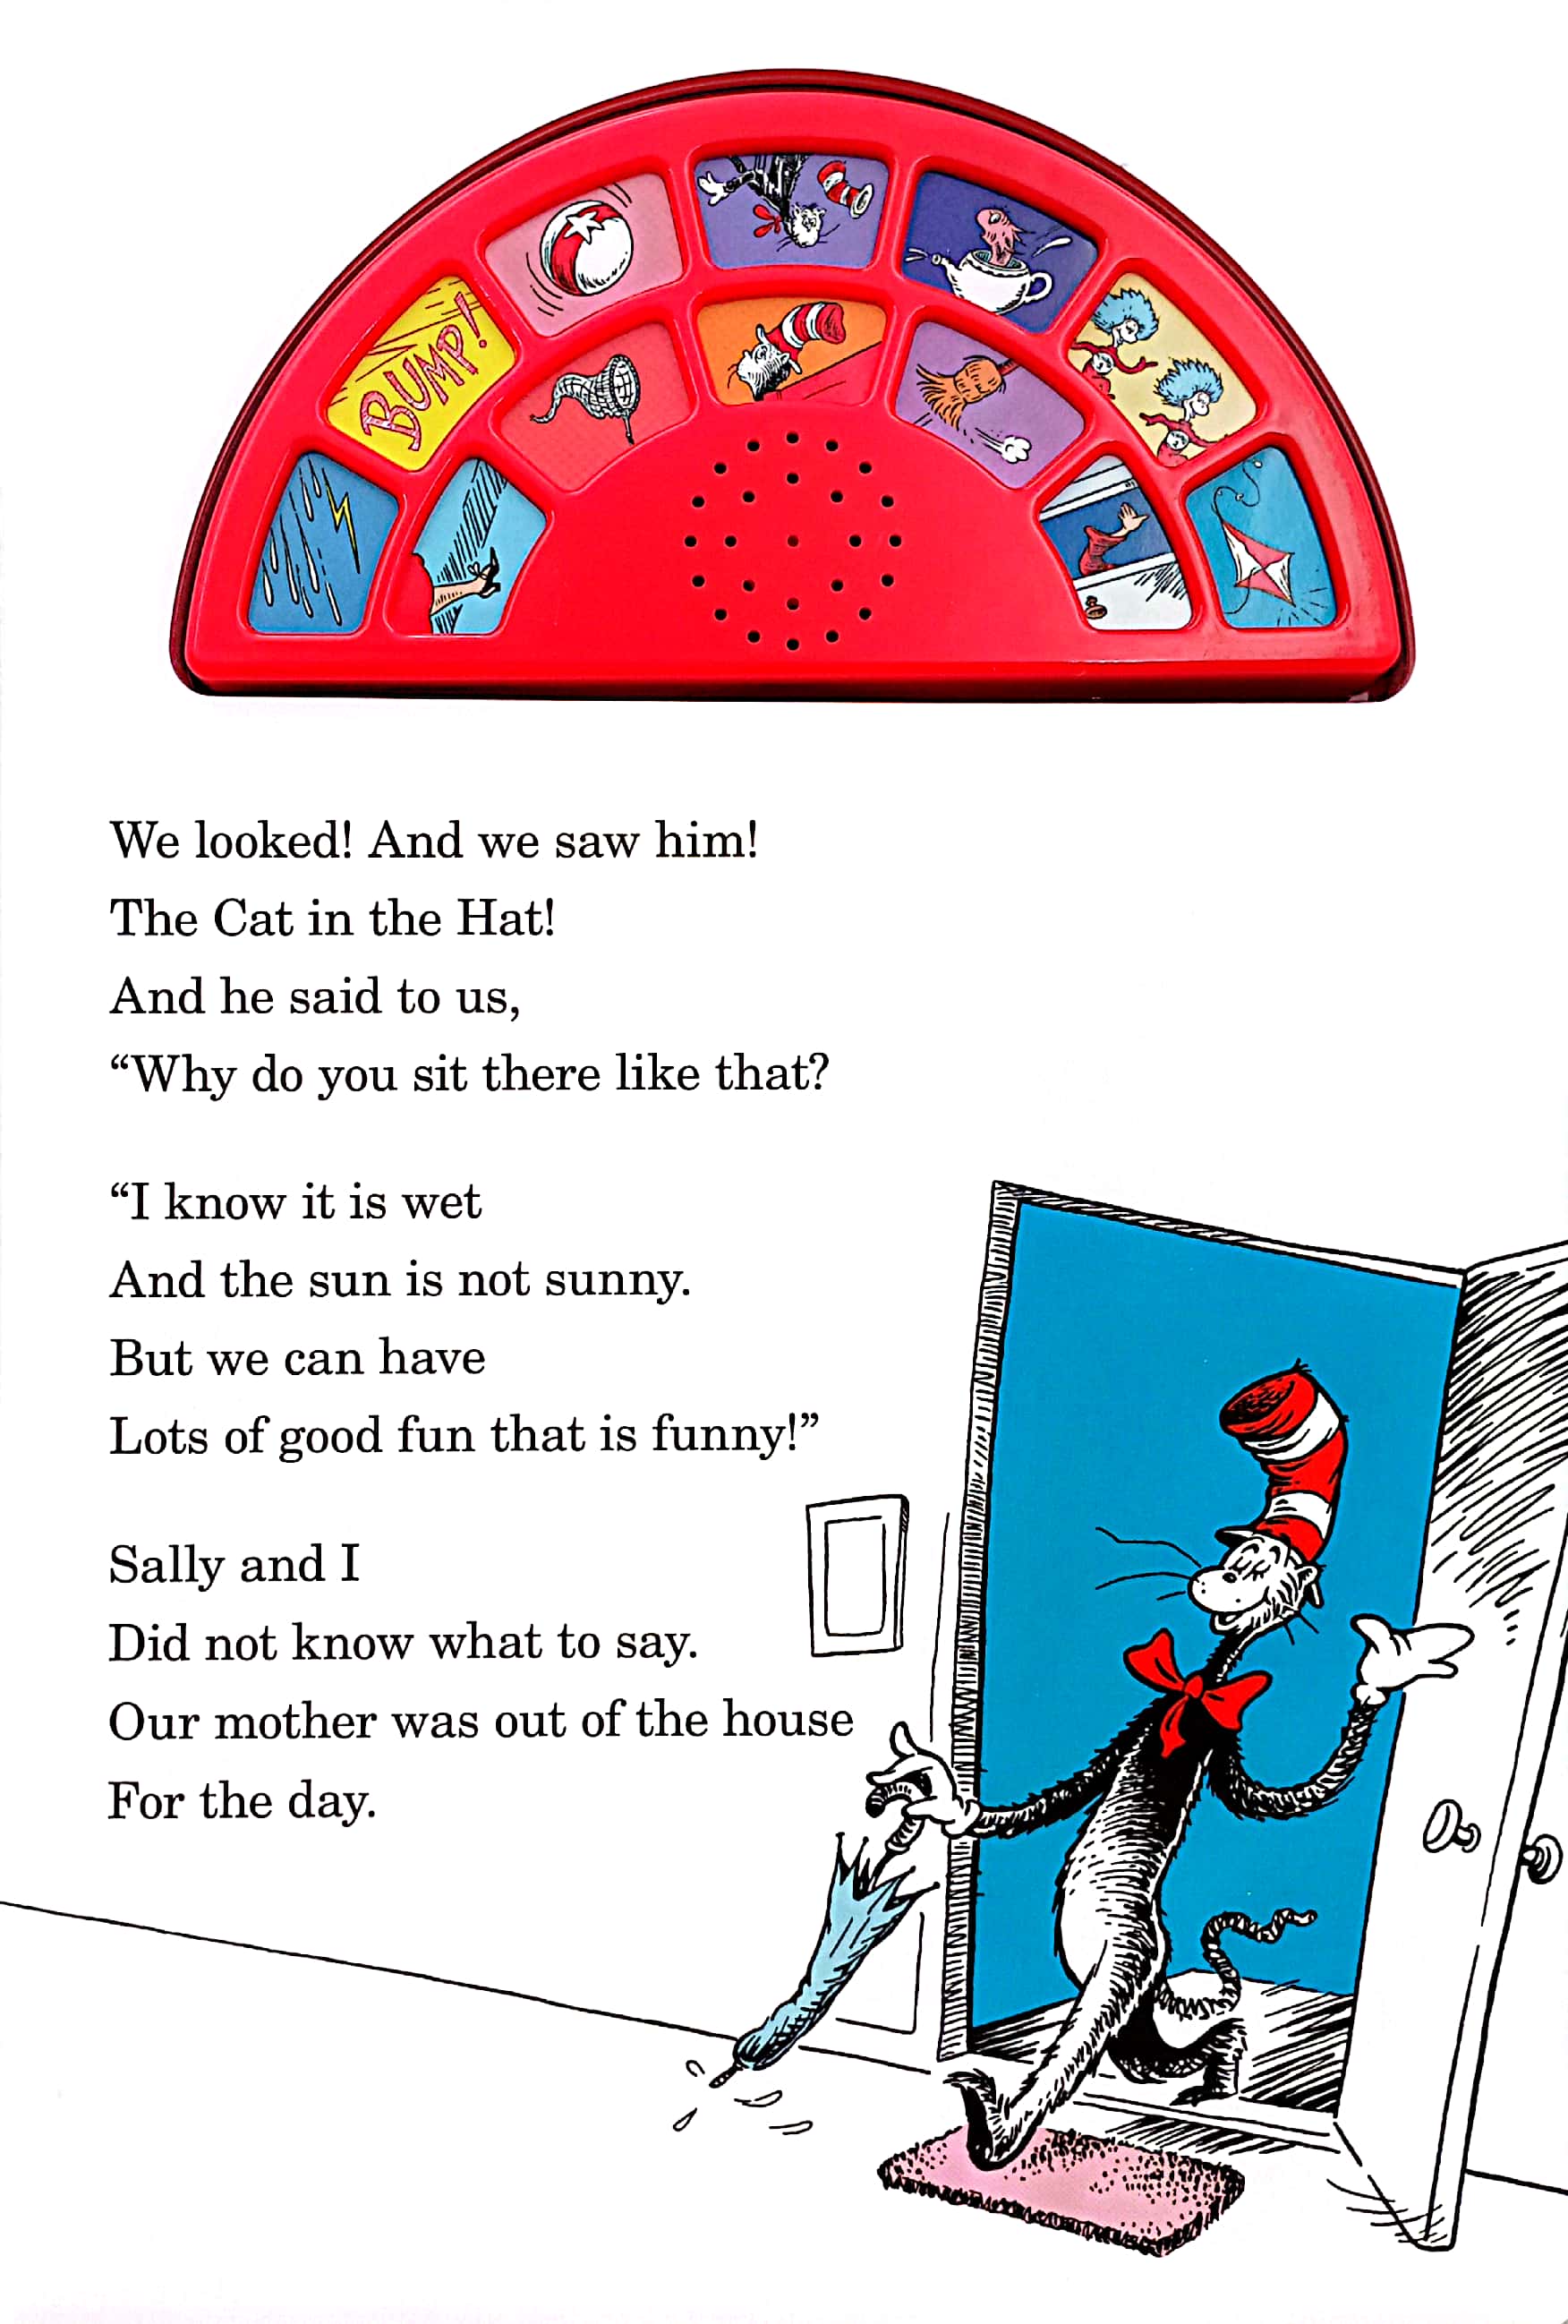 BUMP!
We looked! And we saw him!
The Cat in the Hat!
And he said to us,
“Why do you sit there like that?
“I know it is wet
And the sun is not sunny.
But we can have
Lots of good fun that is funny!”
Sally and I
Did not know what to say.
Our mother was out of the house
For the day.